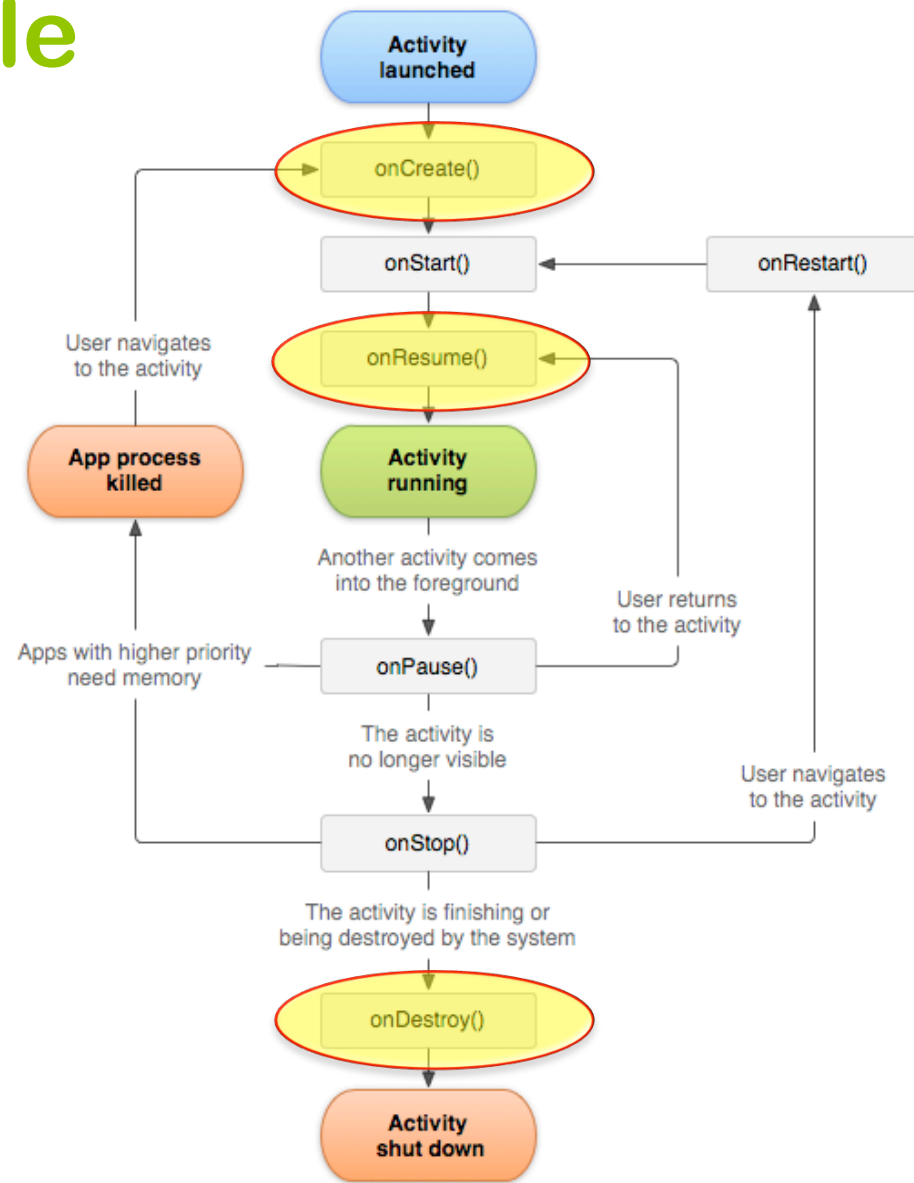 le
Activity
launched
onCreate()
onStart()
onRestart()
User navigates
to the activity
onResume()
App process
killed
Activity
running
Another activity comes
into the foreground
User returns
to the activity
Apps with higher priority
need memory
onPause()
The activity is
no longer visible
User navigates
to the activity
onStop()
The activity is finishing or
being destroyed by the system
onDestroy()
Activity
shut down